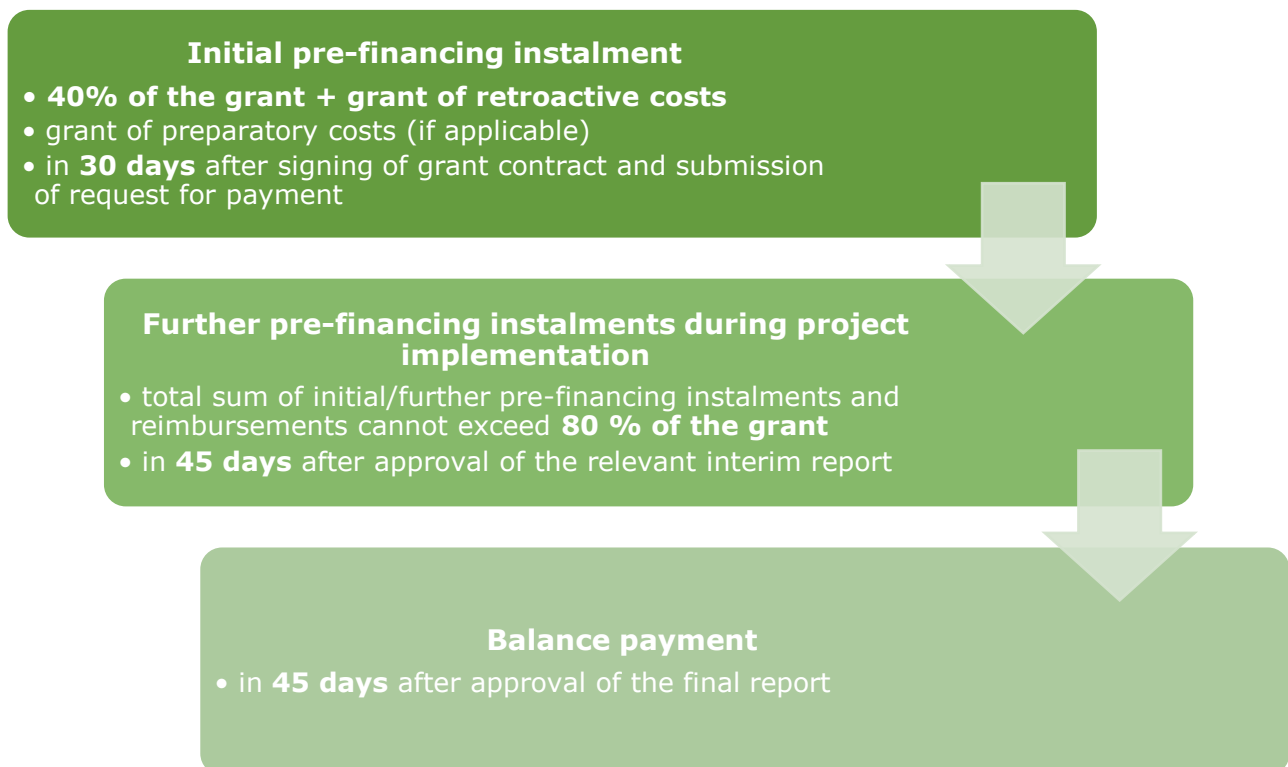 Initial pre-financing instalment
• 40% of the grant + grant of retroactive costs
• grant of preparatory costs (if applicable)
• in 30 days after signing of grant contract and submission
of request for payment
Further pre-financing instalments during project
implementation
• total sum of initial/further pre-financing instalments and
reimbursements cannot exceed 80 % of the grant
• in 45 days after approval of the relevant interim report
Balance payment
• in 45 days after approval of the final report